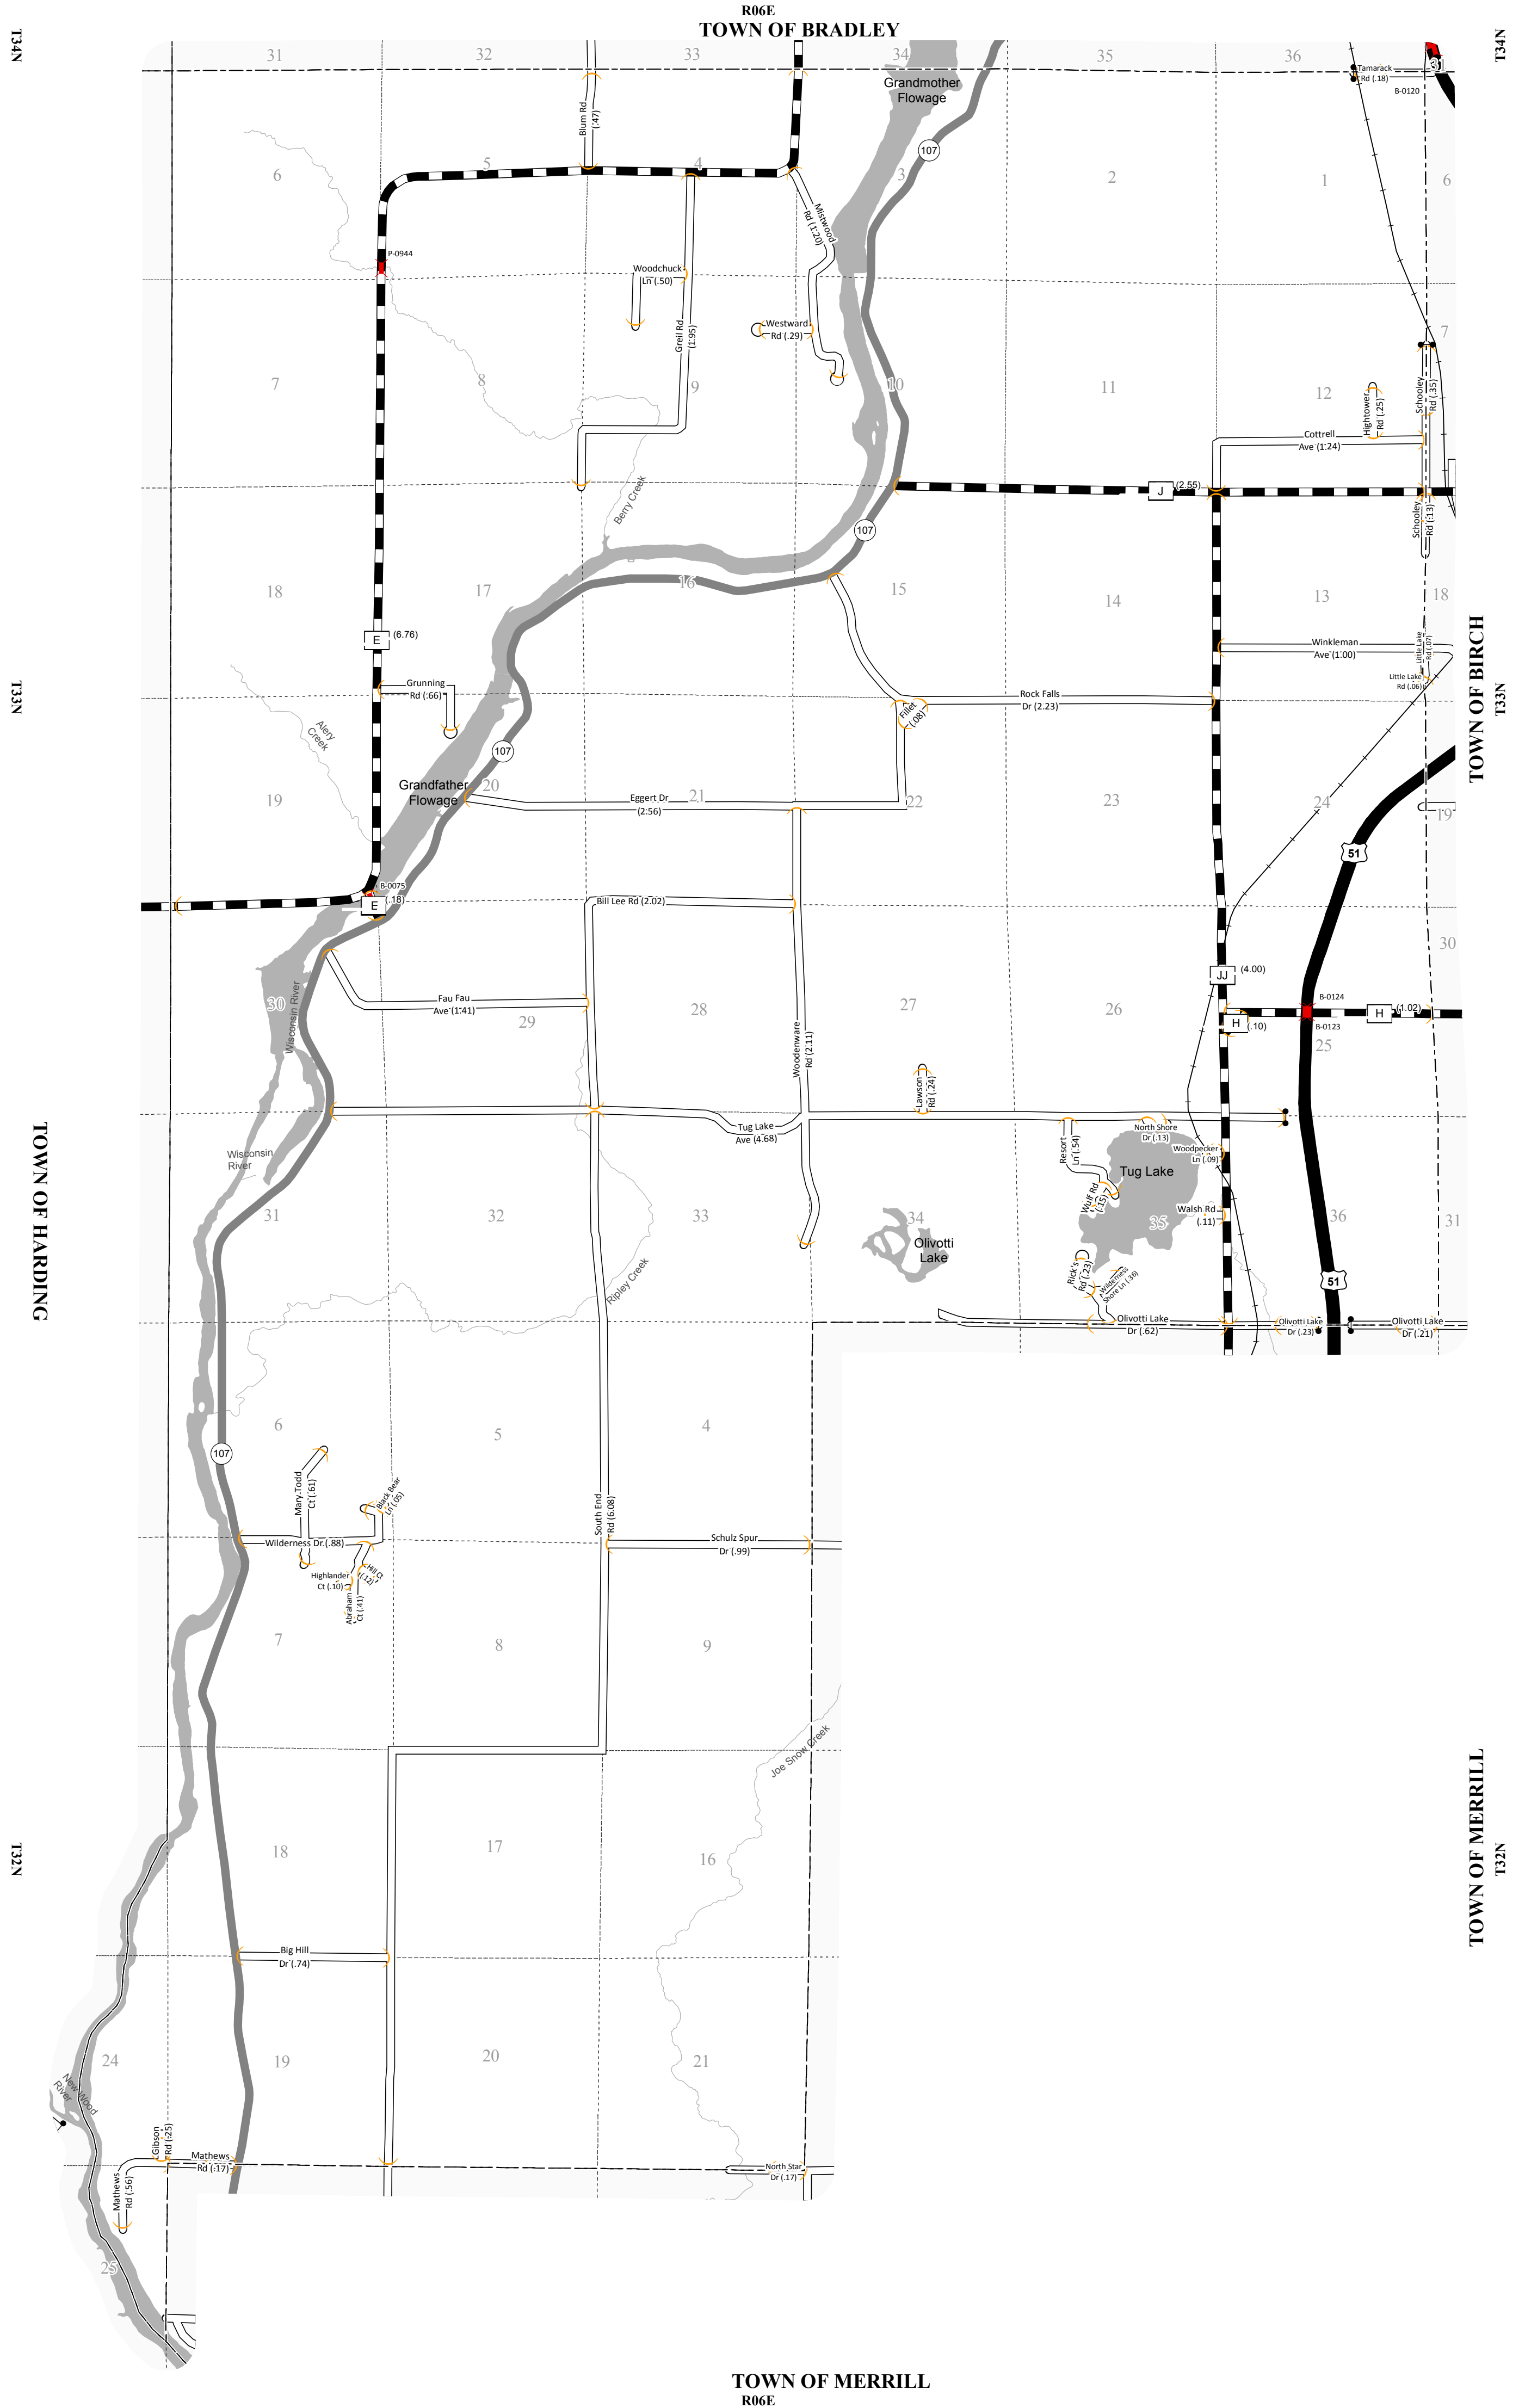 R06E
TOWN OF BRADLEY
T34N
T34N
31
32
33
34
35
36
31
Grandmother
Flowage
Tamarack
Rd (.18)
B-0120
Blum Rd
(.47)
107
6
5
4
3
2
1
6
Mistwood
Rd (1.20)
P-0944
Woodchuck
Ln (.50)
Greil Rd
(1.95)
Westward
Rd (.29)
7
8
9
10
11
12
7
Hightower
Rd (.25)
Schooley
Rd (.35)
Cottrell
Ave (1.24)
Berry Creek
J
(2.55)
Schooley
Rd (.13)
107
18
17
16
15
14
13
18
E
(6.76)
Winkleman
Ave (1.00)
Little Lake
Rd (.07)
Little Lake
Rd (.06)
TOWN OF BIRCH
T33N
T33N
Grunning
Rd (.66)
Rock Falls
Dr (2.23)
Fillet
(.08)
Alery
Creek
107
Grandfather
Flowage
19
20
21
22
23
24
19
Eggert Dr
(2.56)
51
B-0075
E
(.18)
Bill Lee Rd (2.02)
30
JJ
(4.00)
Fau Fau
Ave (1.41)
Wisconsin River
30
29
28
27
26
25
B-0124
H
(1.02)
B-0123
H
(.10)
Woodenware
Rd (2.11)
Lawson
Rd (.24)
Tug Lake
Ave (4.68)
North Shore
Dr (.13)
Resort
Ln (.54)
Woodpecker
Ln (.09)
Tug Lake
Wulf Rd
(.15)
Walsh Rd
(.11)
Wisconsin
River
TOWN OF HARDING
31
32
33
34
35
36
31
Olivotti
Lake
Ripley Creek
Rick's
Rd (.23)
Wilderness
Shore Ln (.36)
51
Olivotti Lake
Dr (.62)
Olivotti Lake
Dr (.23)
Olivotti Lake
Dr (.21)
6
5
4
107
Mary Todd
Ct (.61)
Black Bear
Ln (.05)
South End
Rd (6.08)
Wilderness Dr (.88)
Schulz Spur
Dr (.99)
Highlander
Ct (.10)
Hill Ct
(.12)
Abraham
Ct (.41)
7
8
9
Joe Snow Creek
TOWN OF MERRILL
T32N
T32N
18
17
16
Big Hill
Dr (.74)
24
19
20
21
New Wood
River
Gibson
Rd (.25)
Mathews
Rd (.17)
Mathews
Rd (.56)
North Star
Dr (.17)
25
TOWN OF MERRILL
R06E